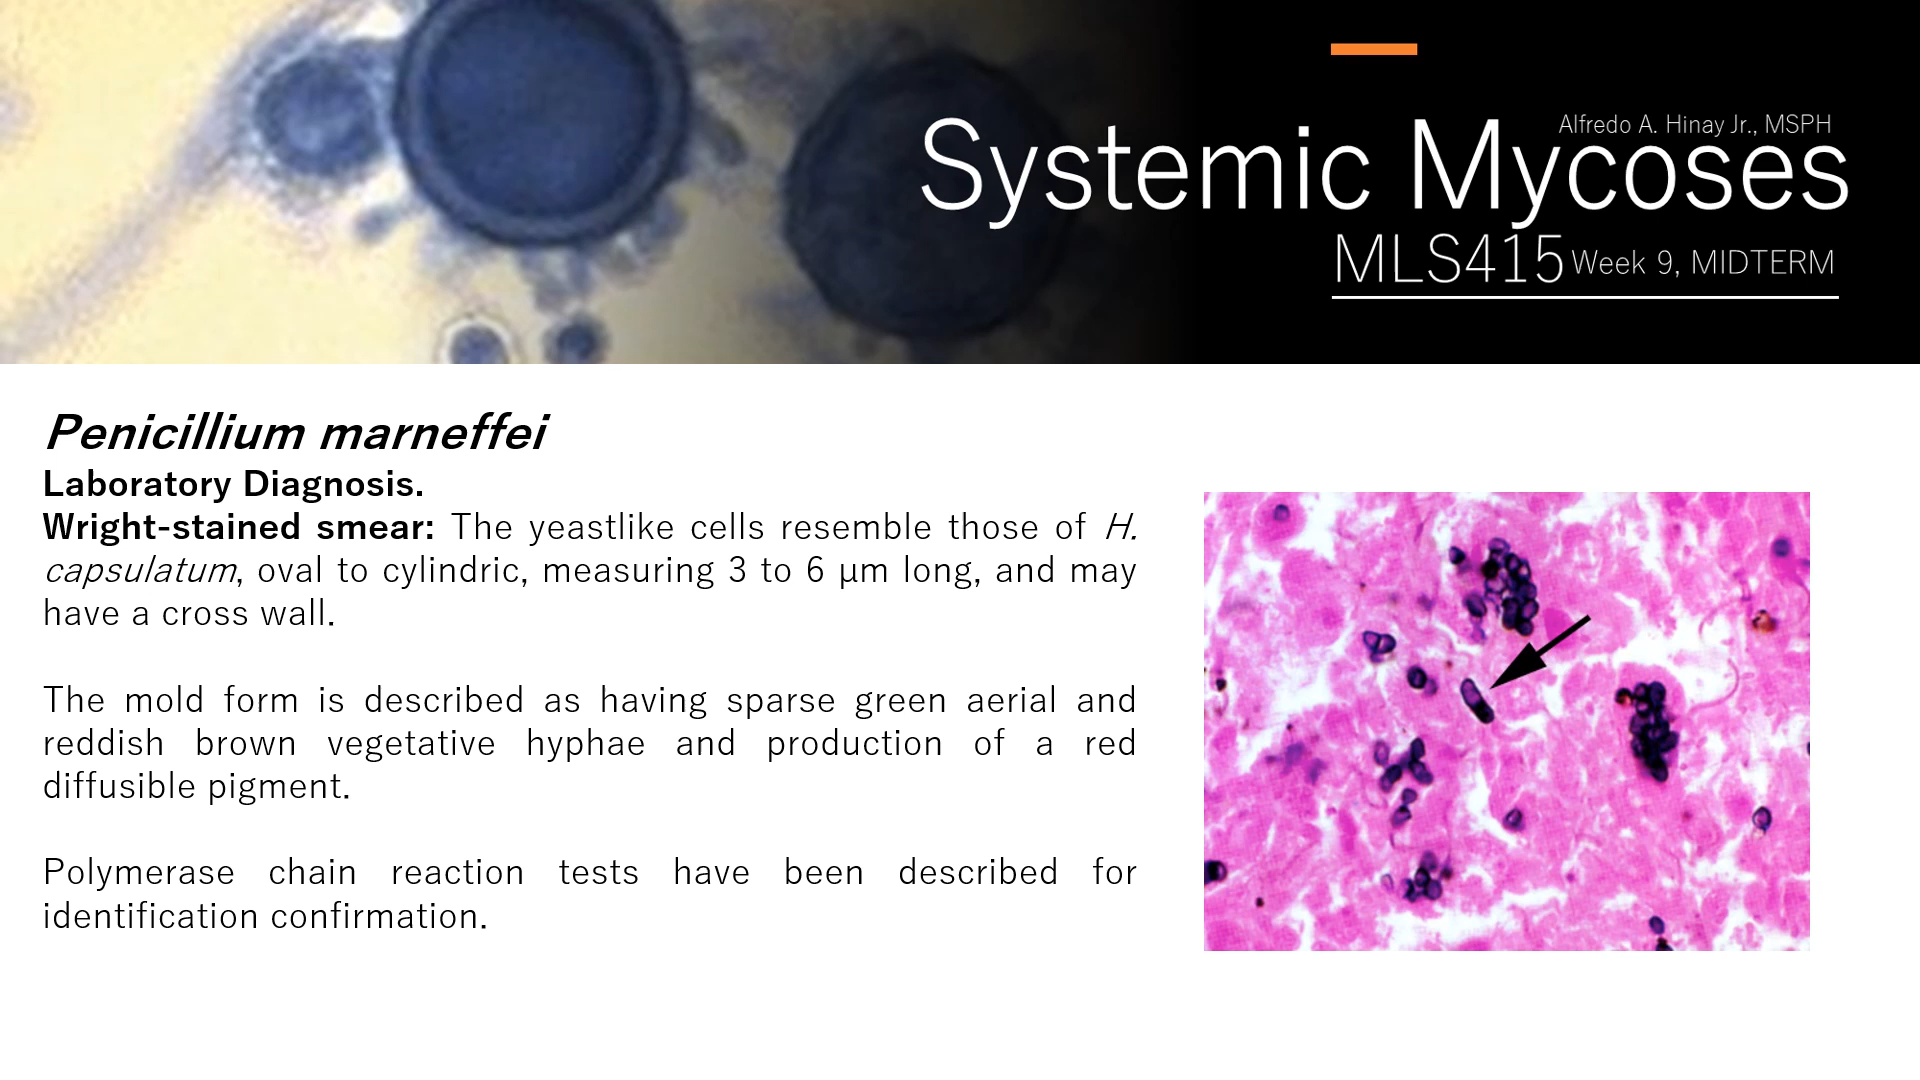 Alfredo A. Hinay Jr., MSPH
Systemic Mycoses
MLS415 Week 9, MIDTERM
Penicillium marneffei
Laboratory Diagnosis.
Wright-stained smear: The yeastlike cells resemble those of H.
capsulatum, oval to cylindric, measuring 3 to 6 μm long, and may
have a cross wall.
The mold form is described as having sparse green aerial and
reddish brown vegetative hyphae and production of a red
diffusible pigment.
Polymerase chain reaction tests have been described for
identification confirmation.